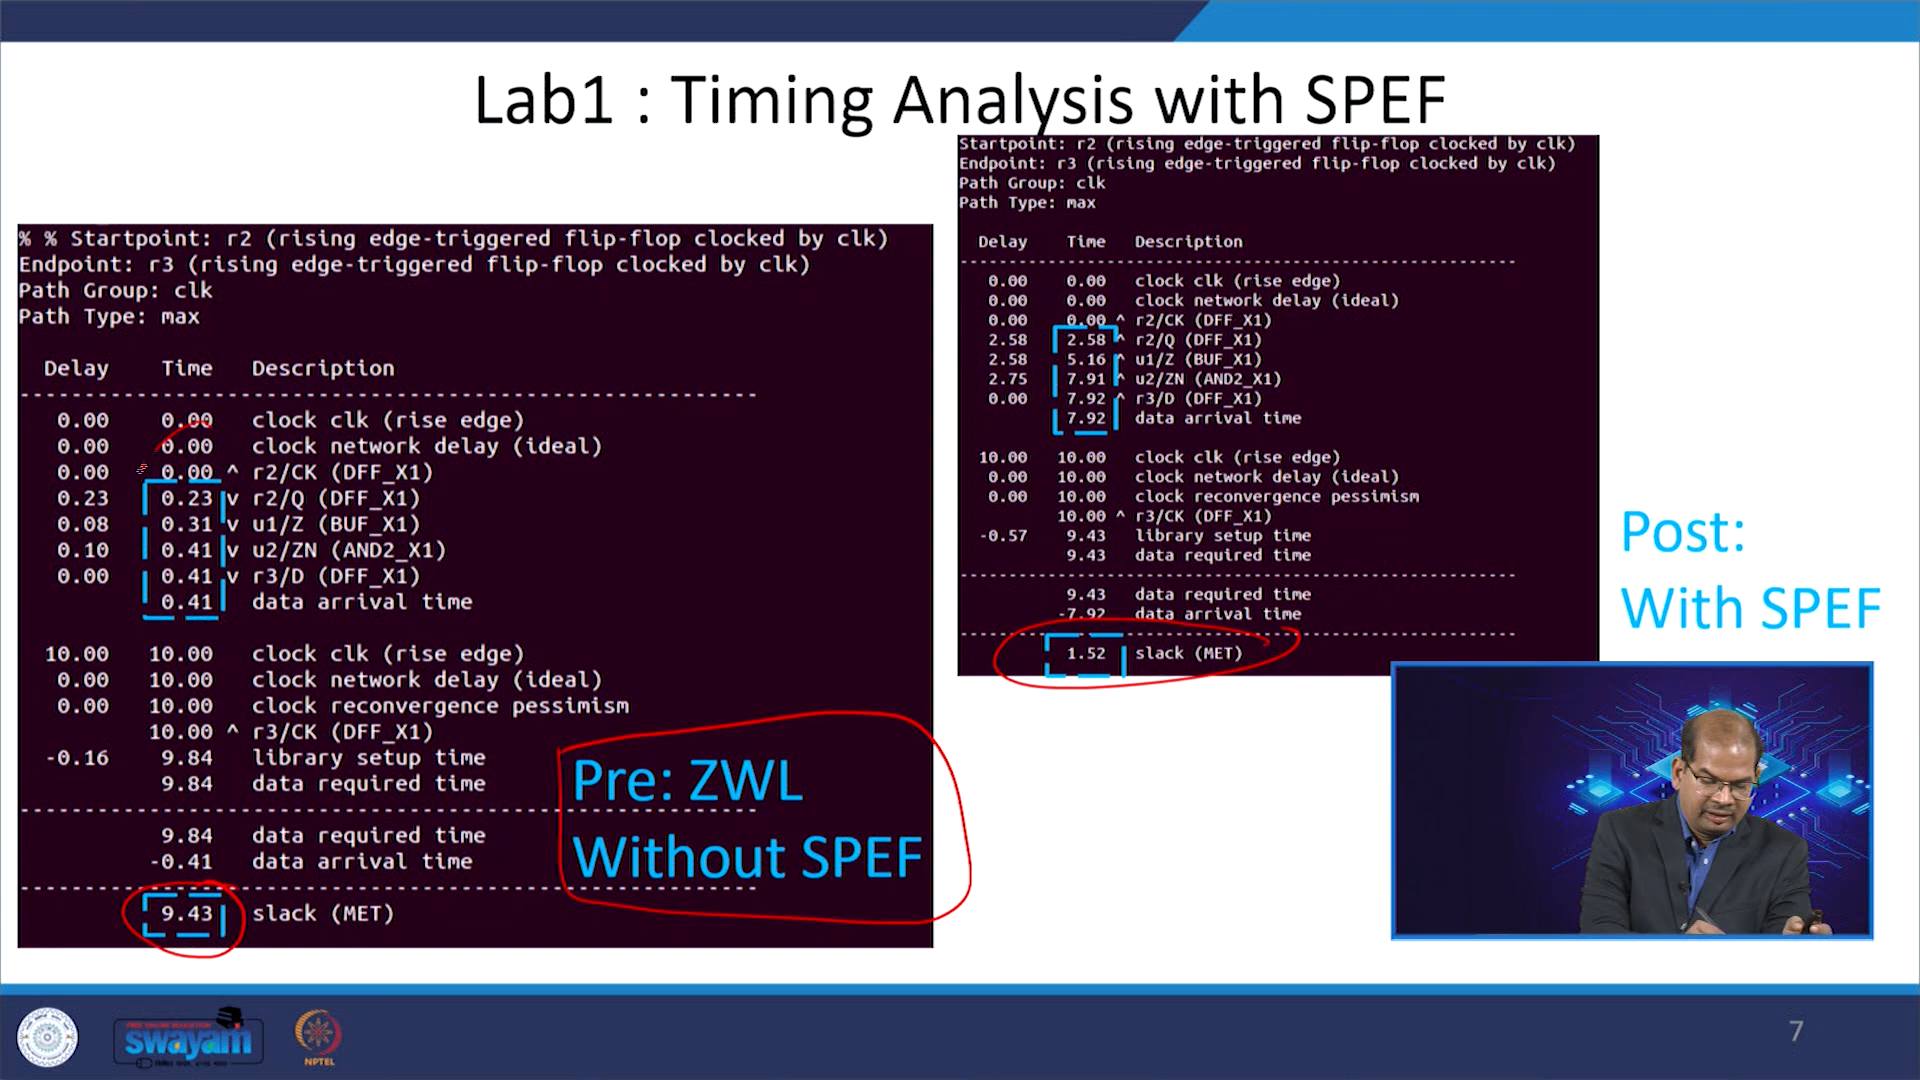 Lab1 : Timing Analysis with SPEF
% % Startpoint: r2 (rising edge-triggered flip-flop clocked by clk)
Endpoint: r3 (rising edge-triggered flip-flop clocked by clk)
Path Group: clk
Path Type: max
Delay Time Description
0.00 0.00 clock clk (rise edge)
0.00 0.00 clock network delay (ideal)
0.00 0.00 ^ r2/CK (DFF_X1)
0.23 0.23 v r2/Q (DFF_X1)
0.08 0.31 v u1/Z (BUF_X1)
0.10 0.41 v u2/ZN (AND2_X1)
0.00 0.41 v r3/D (DFF_X1)
0.41 data arrival time
10.00 10.00 clock clk (rise edge)
0.00 10.00 clock network delay (ideal)
0.00 10.00 clock reconvergence pessimism
10.00 ^ r3/CK (DFF_X1)
-0.16 9.84 library setup time
9.84 data required time
9.84 data required time
-0.41 data arrival time
9.43 slack (MET)
Pre: ZWL
Without SPEF
Startpoint: r2 (rising edge-triggered flip-flop clocked by clk)
Endpoint: r3 (rising edge-triggered flip-flop clocked by clk)
Path Group: clk
Path Type: max
Delay Time Description
0.00 0.00 clock clk (rise edge)
0.00 0.00 clock network delay (ideal)
0.00 0.00 ^ r2/CK (DFF_X1)
2.58 2.58 ^ r2/Q (DFF_X1)
2.58 5.16 ^ u1/Z (BUF_X1)
2.75 7.91 ^ u2/ZN (AND2_X1)
0.00 7.92 ^ r3/D (DFF_X1)
7.92 data arrival time
10.00 10.00 clock clk (rise edge)
0.00 10.00 clock network delay (ideal)
0.00 10.00 clock reconvergence pessimism
10.00 ^ r3/CK (DFF_X1)
-0.57 9.43 library setup time
9.43 data required time
9.43 data required time
-7.92 data arrival time
1.52 slack (MET)
Post:
With SPEF
swayam
NPTEL
7